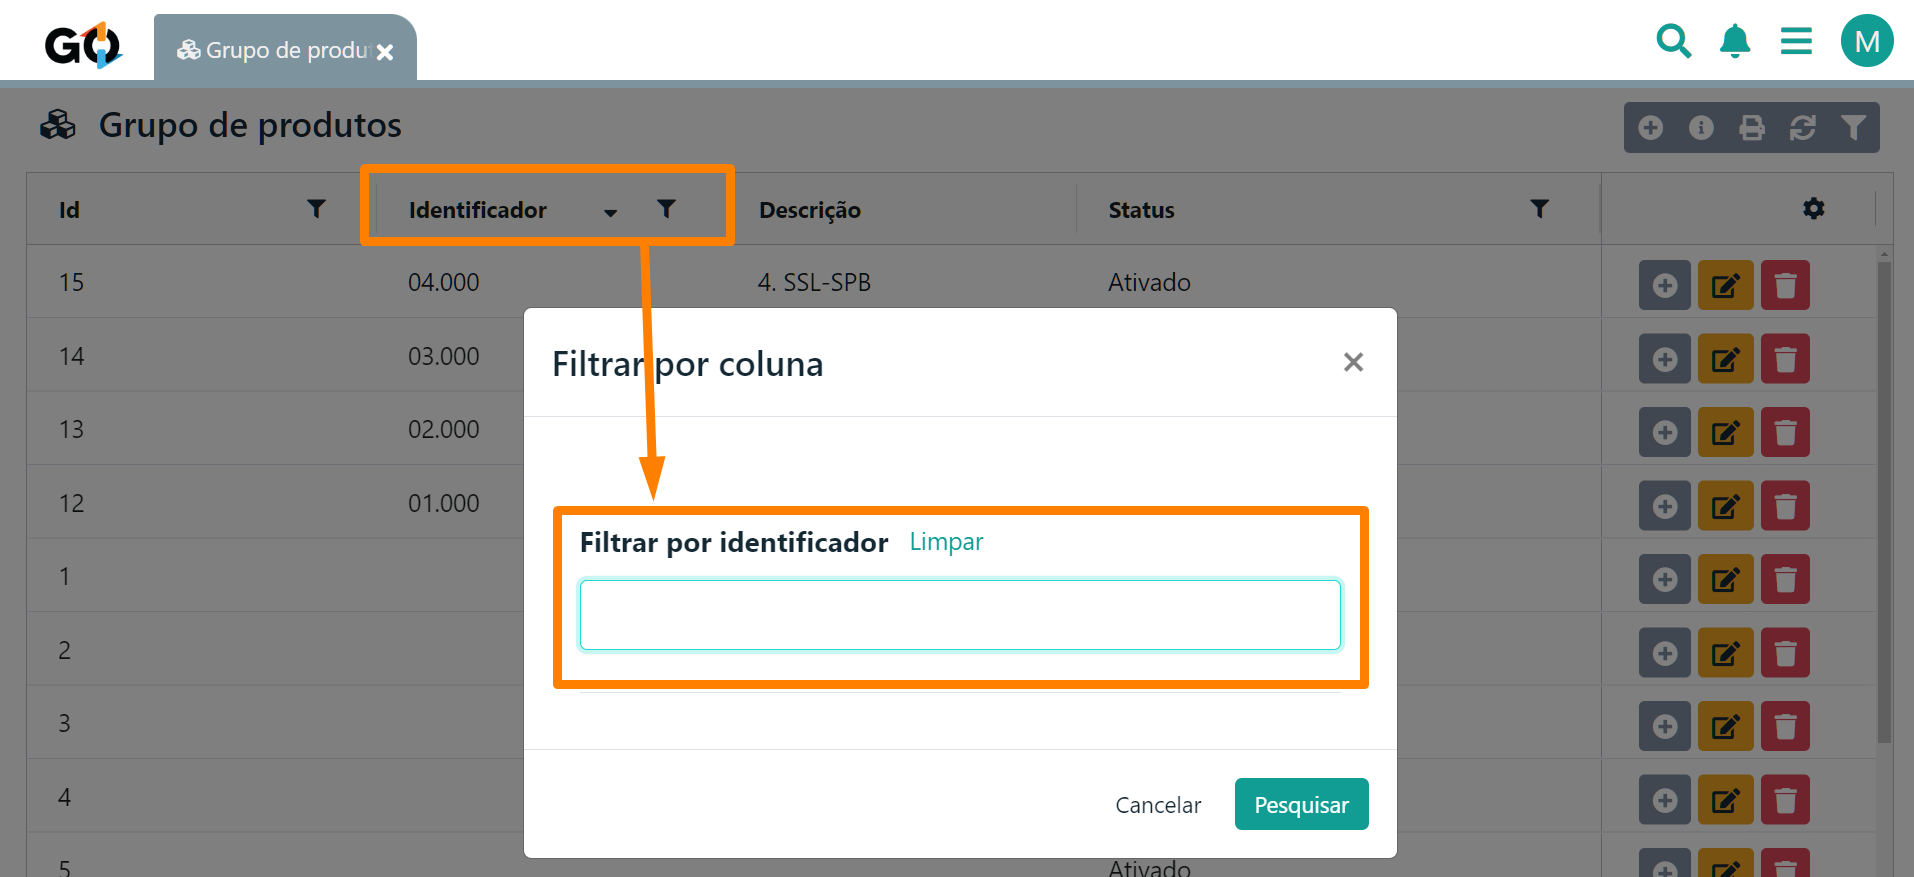 GO
Grupo de produ
M
Grupo de produtos
Id Identificador Descrição Status
15 04.000 4. SSL-SPB Ativado
14 03.000
13 02.000
12 01.000
1
2
3
4
5 Ativado
Filtrar por coluna
Filtrar por identificador Limpar
Cancelar Pesquisar